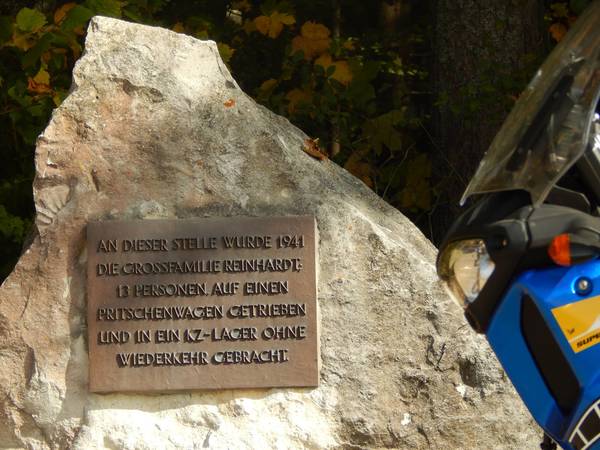 AN DIESER STELLE WURDE 1941
DIE GROSSFAMILIE REINHARDT,
13 PERSONEN, AUF EINEN
PRITSCHENWAGEN GETRIEBEN
UND IN EIN KZ-LAGER OHNE
WIEDERKEHR GEBRACHT.
SUPE